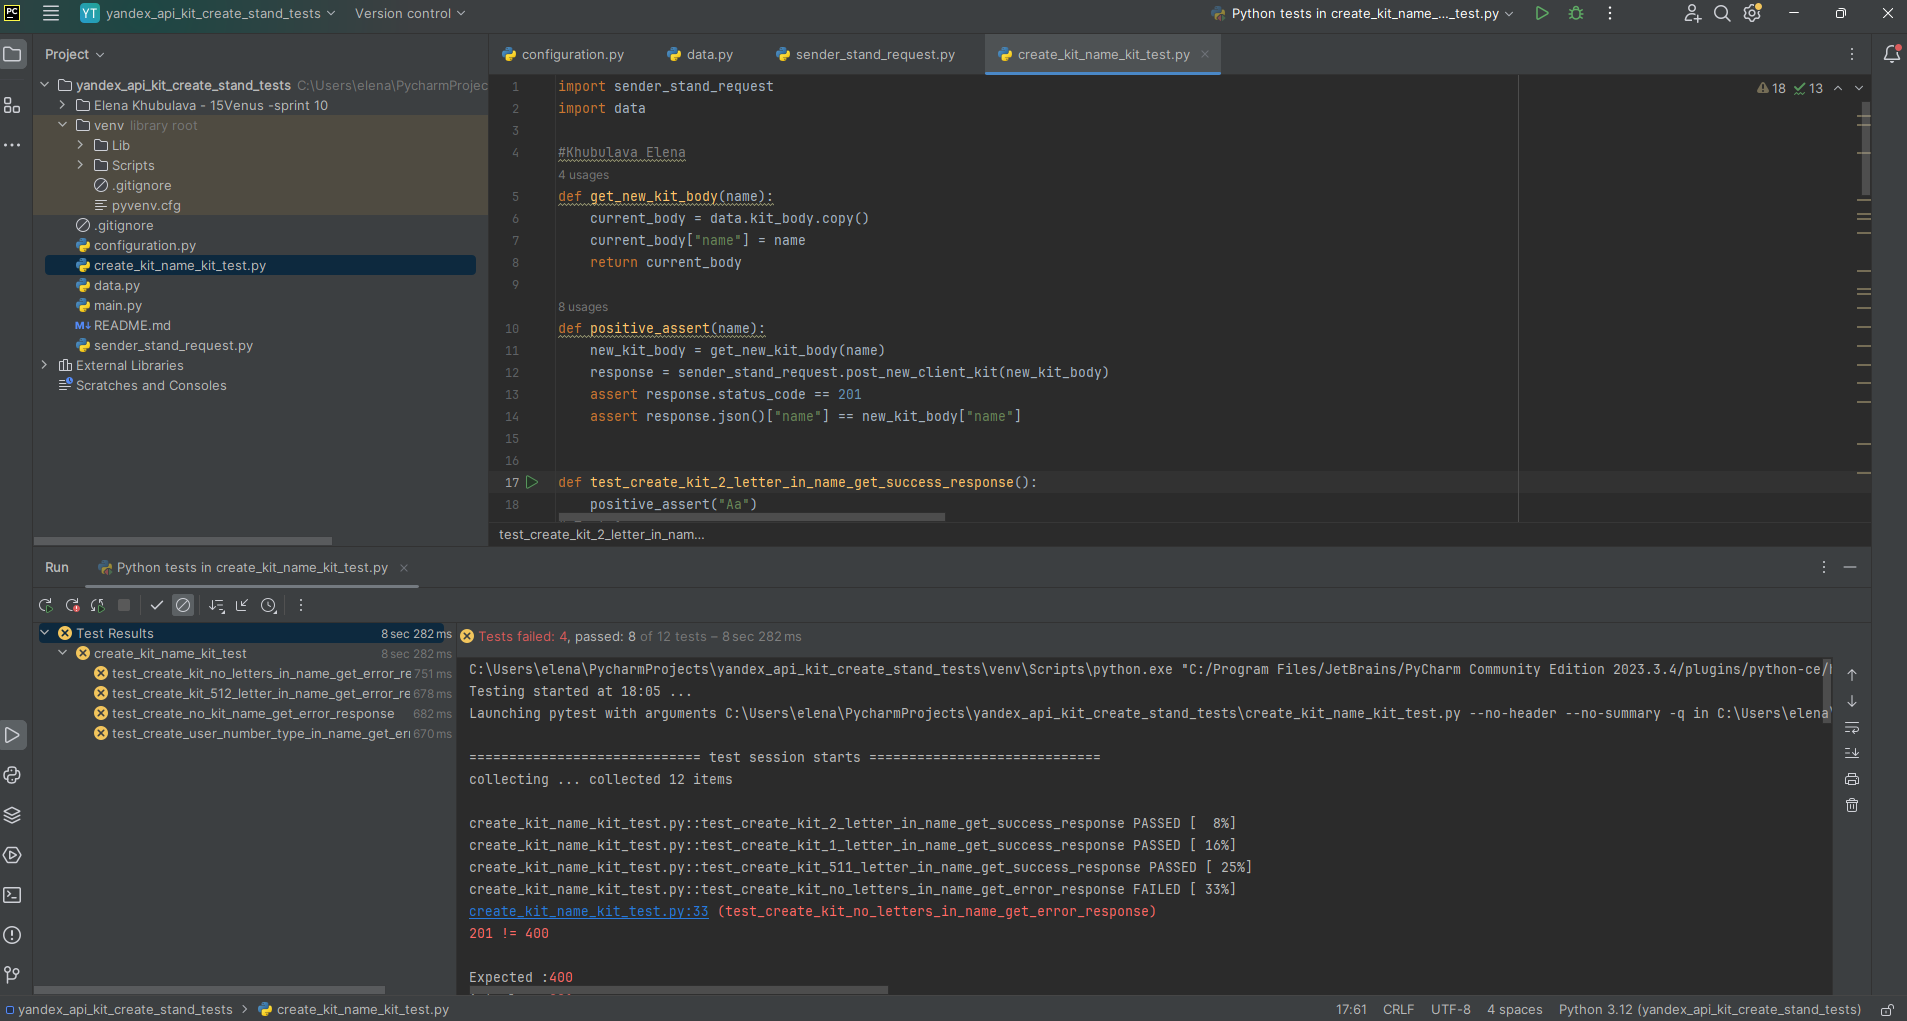 PC
YT yandex_api_kit_create_stand_tests Version control Python tests in create_kit_name_..._test.py
Project
configuration.py data.py sender_stand_request.py create_kit_name_kit_test.py
yandex_api_kit_create_stand_tests C:\Users\elena\PycharmProjec
Elena Khubulava - 15Venus -sprint 10
venv library root
Lib
Scripts
.gitignore
pyvenv.cfg
.gitignore
configuration.py
create_kit_name_kit_test.py
data.py
main.py
M↓ README.md
sender_stand_request.py
External Libraries
Scratches and Consoles
18 13
1 import sender_stand_request
2 import data
3
4 #Khubulava Elena
4 usages
5 def get_new_kit_body(name):
6 current_body = data.kit_body.copy()
7 current_body["name"] = name
8 return current_body
9
8 usages
10 def positive_assert(name):
11 new_kit_body = get_new_kit_body(name)
12 response = sender_stand_request.post_new_client_kit(new_kit_body)
13 assert response.status_code == 201
14 assert response.json()["name"] == new_kit_body["name"]
15
16
17 def test_create_kit_2_letter_in_name_get_success_response():
18 positive_assert("Aa")
test_create_kit_2_letter_in_nam...
Run Python tests in create_kit_name_kit_test.py
Test Results 8 sec 282 ms
create_kit_name_kit_test 8 sec 282 ms
test_create_kit_no_letters_in_name_get_error_re 751 ms
test_create_kit_512_letter_in_name_get_error_re 678 ms
test_create_no_kit_name_get_error_response 682 ms
test_create_user_number_type_in_name_get_er 670 ms
Tests failed: 4, passed: 8 of 12 tests – 8 sec 282 ms
C:\Users\elena\PycharmProjects\yandex_api_kit_create_stand_tests\venv\Scripts\python.exe "C:/Program Files/JetBrains/PyCharm Community Edition 2023.3.4/plugins/python-ce/
Testing started at 18:05 ...
Launching pytest with arguments C:\Users\elena\PycharmProjects\yandex_api_kit_create_stand_tests\create_kit_name_kit_test.py --no-header --no-summary -q in C:\Users\elena\
============================= test session starts =============================
collecting ... collected 12 items
create_kit_name_kit_test.py::test_create_kit_2_letter_in_name_get_success_response PASSED [  8%]
create_kit_name_kit_test.py::test_create_kit_1_letter_in_name_get_success_response PASSED [ 16%]
create_kit_name_kit_test.py::test_create_kit_511_letter_in_name_get_success_response PASSED [ 25%]
create_kit_name_kit_test.py::test_create_kit_no_letters_in_name_get_error_response FAILED [ 33%]
create_kit_name_kit_test.py:33 (test_create_kit_no_letters_in_name_get_error_response)
201 != 400
Expected :400
yandex_api_kit_create_stand_tests > create_kit_name_kit_test.py 17:61 CRLF UTF-8 4 spaces Python 3.12 (yandex_api_kit_create_stand_tests)